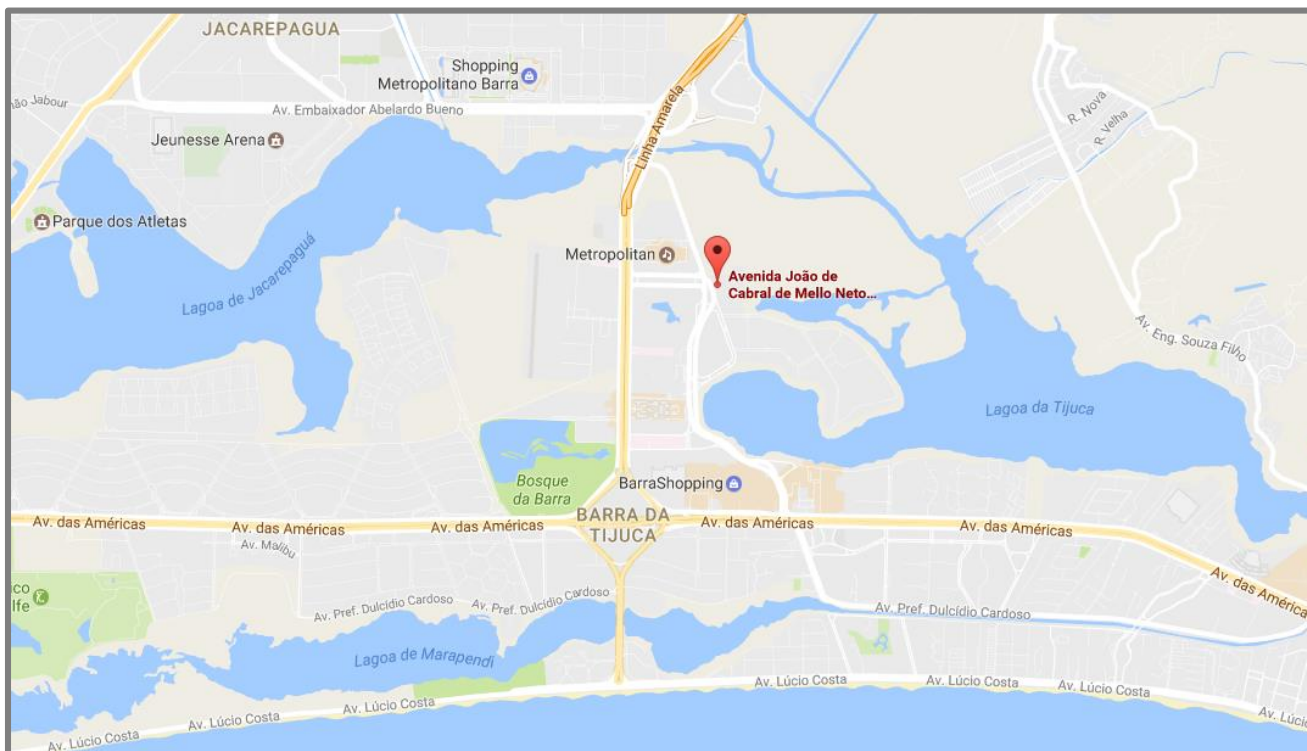 JACAREPAGUA
Shopping
Metropolitano Barra
Av. Embaixador Abelardo Bueno
Jabour
Jeunesse Arena
Linha Amarela
R. Nova
R. Velha
Parque dos Atletas
Lagoa de Jacarepaguá
Metropolitan
Avenida João de
Cabral de Mello Neto...
Av. Eng. Souza Filho
Lagoa da Tijuca
Bosque
da Barra
BarraShopping
BARRA DA
TIJUCA
Av. das Américas
Av. das Américas
Av. das Américas
Av. das Américas
Av. das Américas
Av. das Américas
Av. Malibu
Av. Pref. Dulcídio Cardoso
Av. Pref. Dulcídio Cardoso
Av. Pref. Dulcídio Cardoso
Lagoa de Marapendi
Av. Lúcio Costa
Av. Lúcio Costa
Av. Lúcio Costa
Av. Lúcio Costa
Av. Lúcio Costa
Av. Lúcio Costa
Av. Lúcio Costa
Av. Lúci